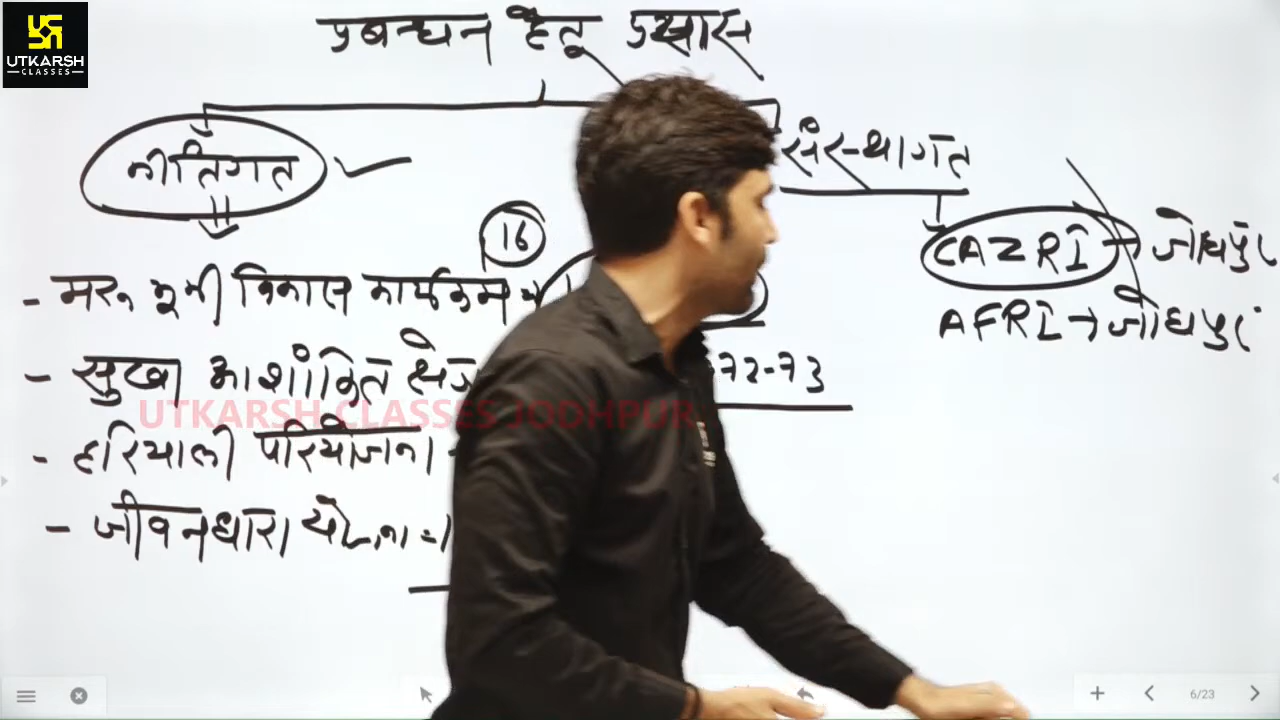 UTKARSH
CLASSES
प्रबन्धन हेतू प्रयास
नीतिगत
संस्थागत
16
CAZRI → जोधपुर
AFRI → जोधपुर
- मरू भूमी विकास कार्यक्रम
- सुखा आशांकित क्षेत्र
72-73
UTKARSH CLASSES JODHPUR
- हरियाली परियोजना
- जीवनधारा योजना
6/23